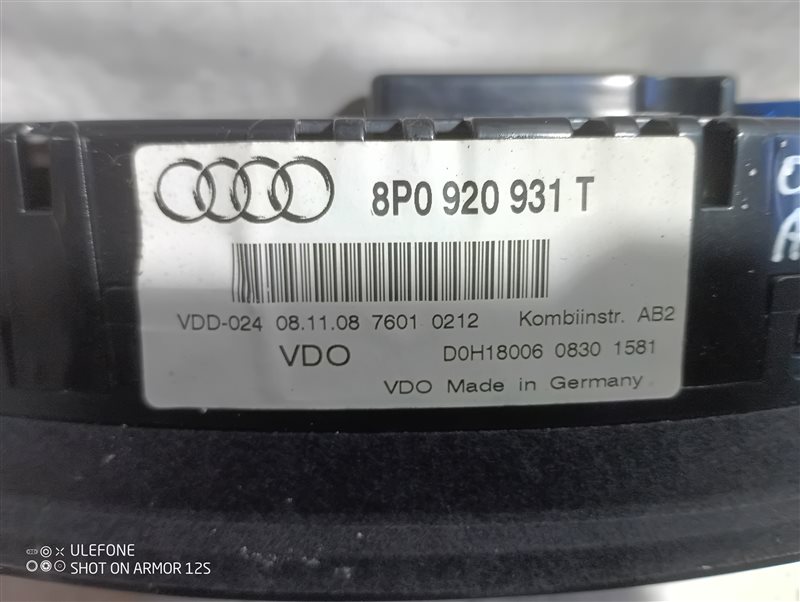 8P0 920 931 T
VDD-024 08.11.08 7601 0212 Kombiinstr. AB2
VDO D0H18006 0830 1581
VDO Made in Germany
ULEFONE
SHOT ON ARMOR 12S